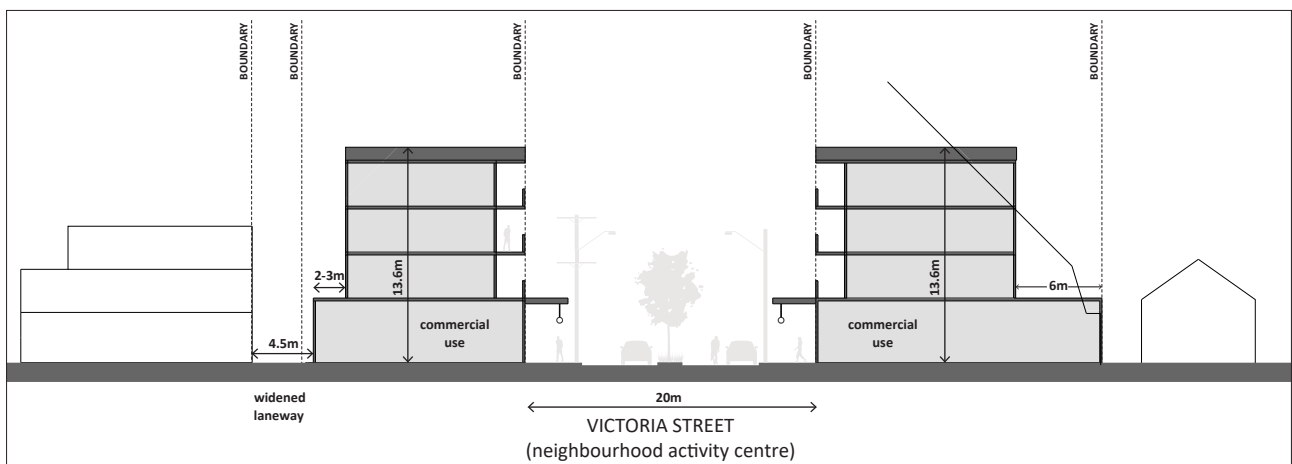 BOUNDARY
BOUNDARY
BOUNDARY
BOUNDARY
BOUNDARY
2-3m
13.6m
13.6m
6m
commercial
use
commercial
use
4.5m
widened
laneway
20m
VICTORIA STREET
(neighbourhood activity centre)